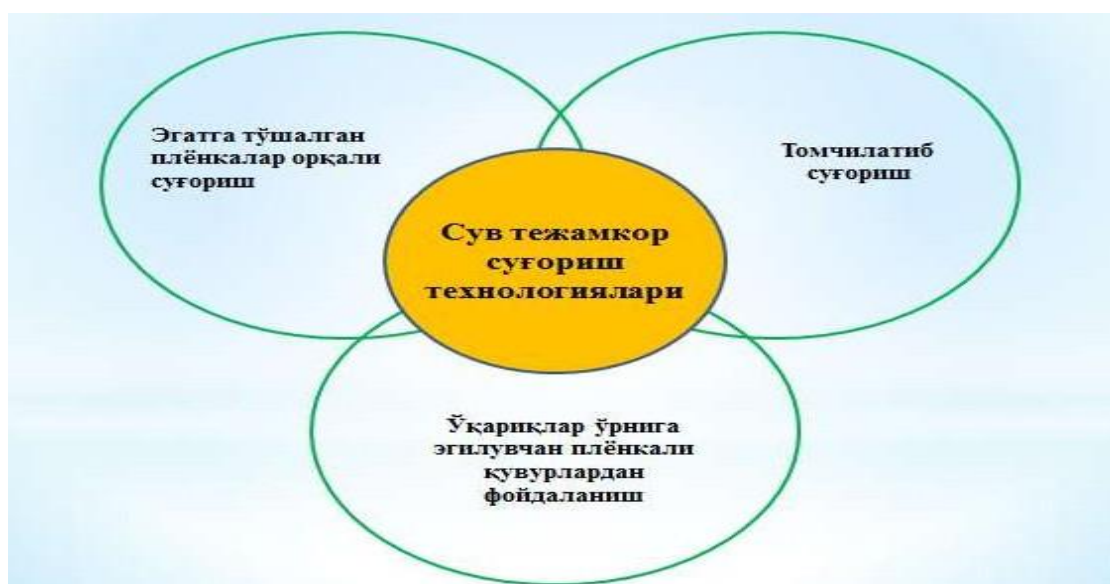 Эгатга тўшалган
плёнкалар орқали
суғориш
Томчилатиб
суғориш
Сув тежамкор
суғориш
технологиялари
Ўқариқлар ўрнига
эгилувчан плёнкали
қувурлардан
фойдаланиш